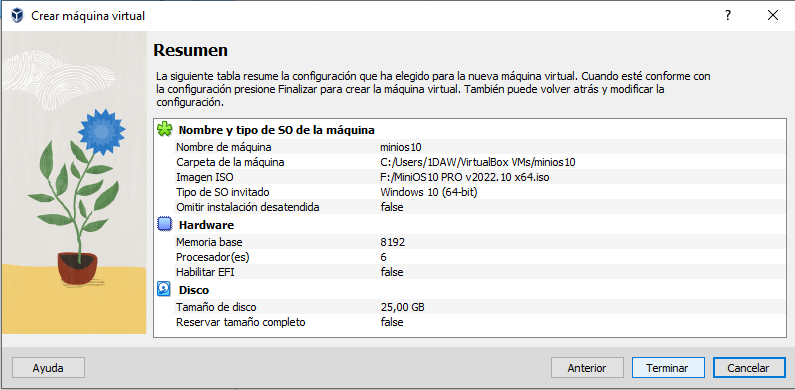 Crear máquina virtual
Resumen
La siguiente tabla resume la configuración que ha elegido para la nueva máquina virtual. Cuando esté conforme con
la configuración presione Finalizar para crear la máquina virtual. También puede volver atrás y modificar la
configuración.
Nombre y tipo de SO de la máquina
Nombre de máquina minios10
Carpeta de la máquina C:/Users/1DAW/VirtualBox VMs/minios10
Imagen ISO F:/MiniOS10 PRO v2022.10 x64.iso
Tipo de SO invitado Windows 10 (64-bit)
Omitir instalación desatendida false
Hardware
Memoria base 8192
Procesador(es) 6
Habilitar EFI false
Disco
Tamaño de disco 25,00 GB
Reservar tamaño completo false
Ayuda Anterior Terminar Cancelar